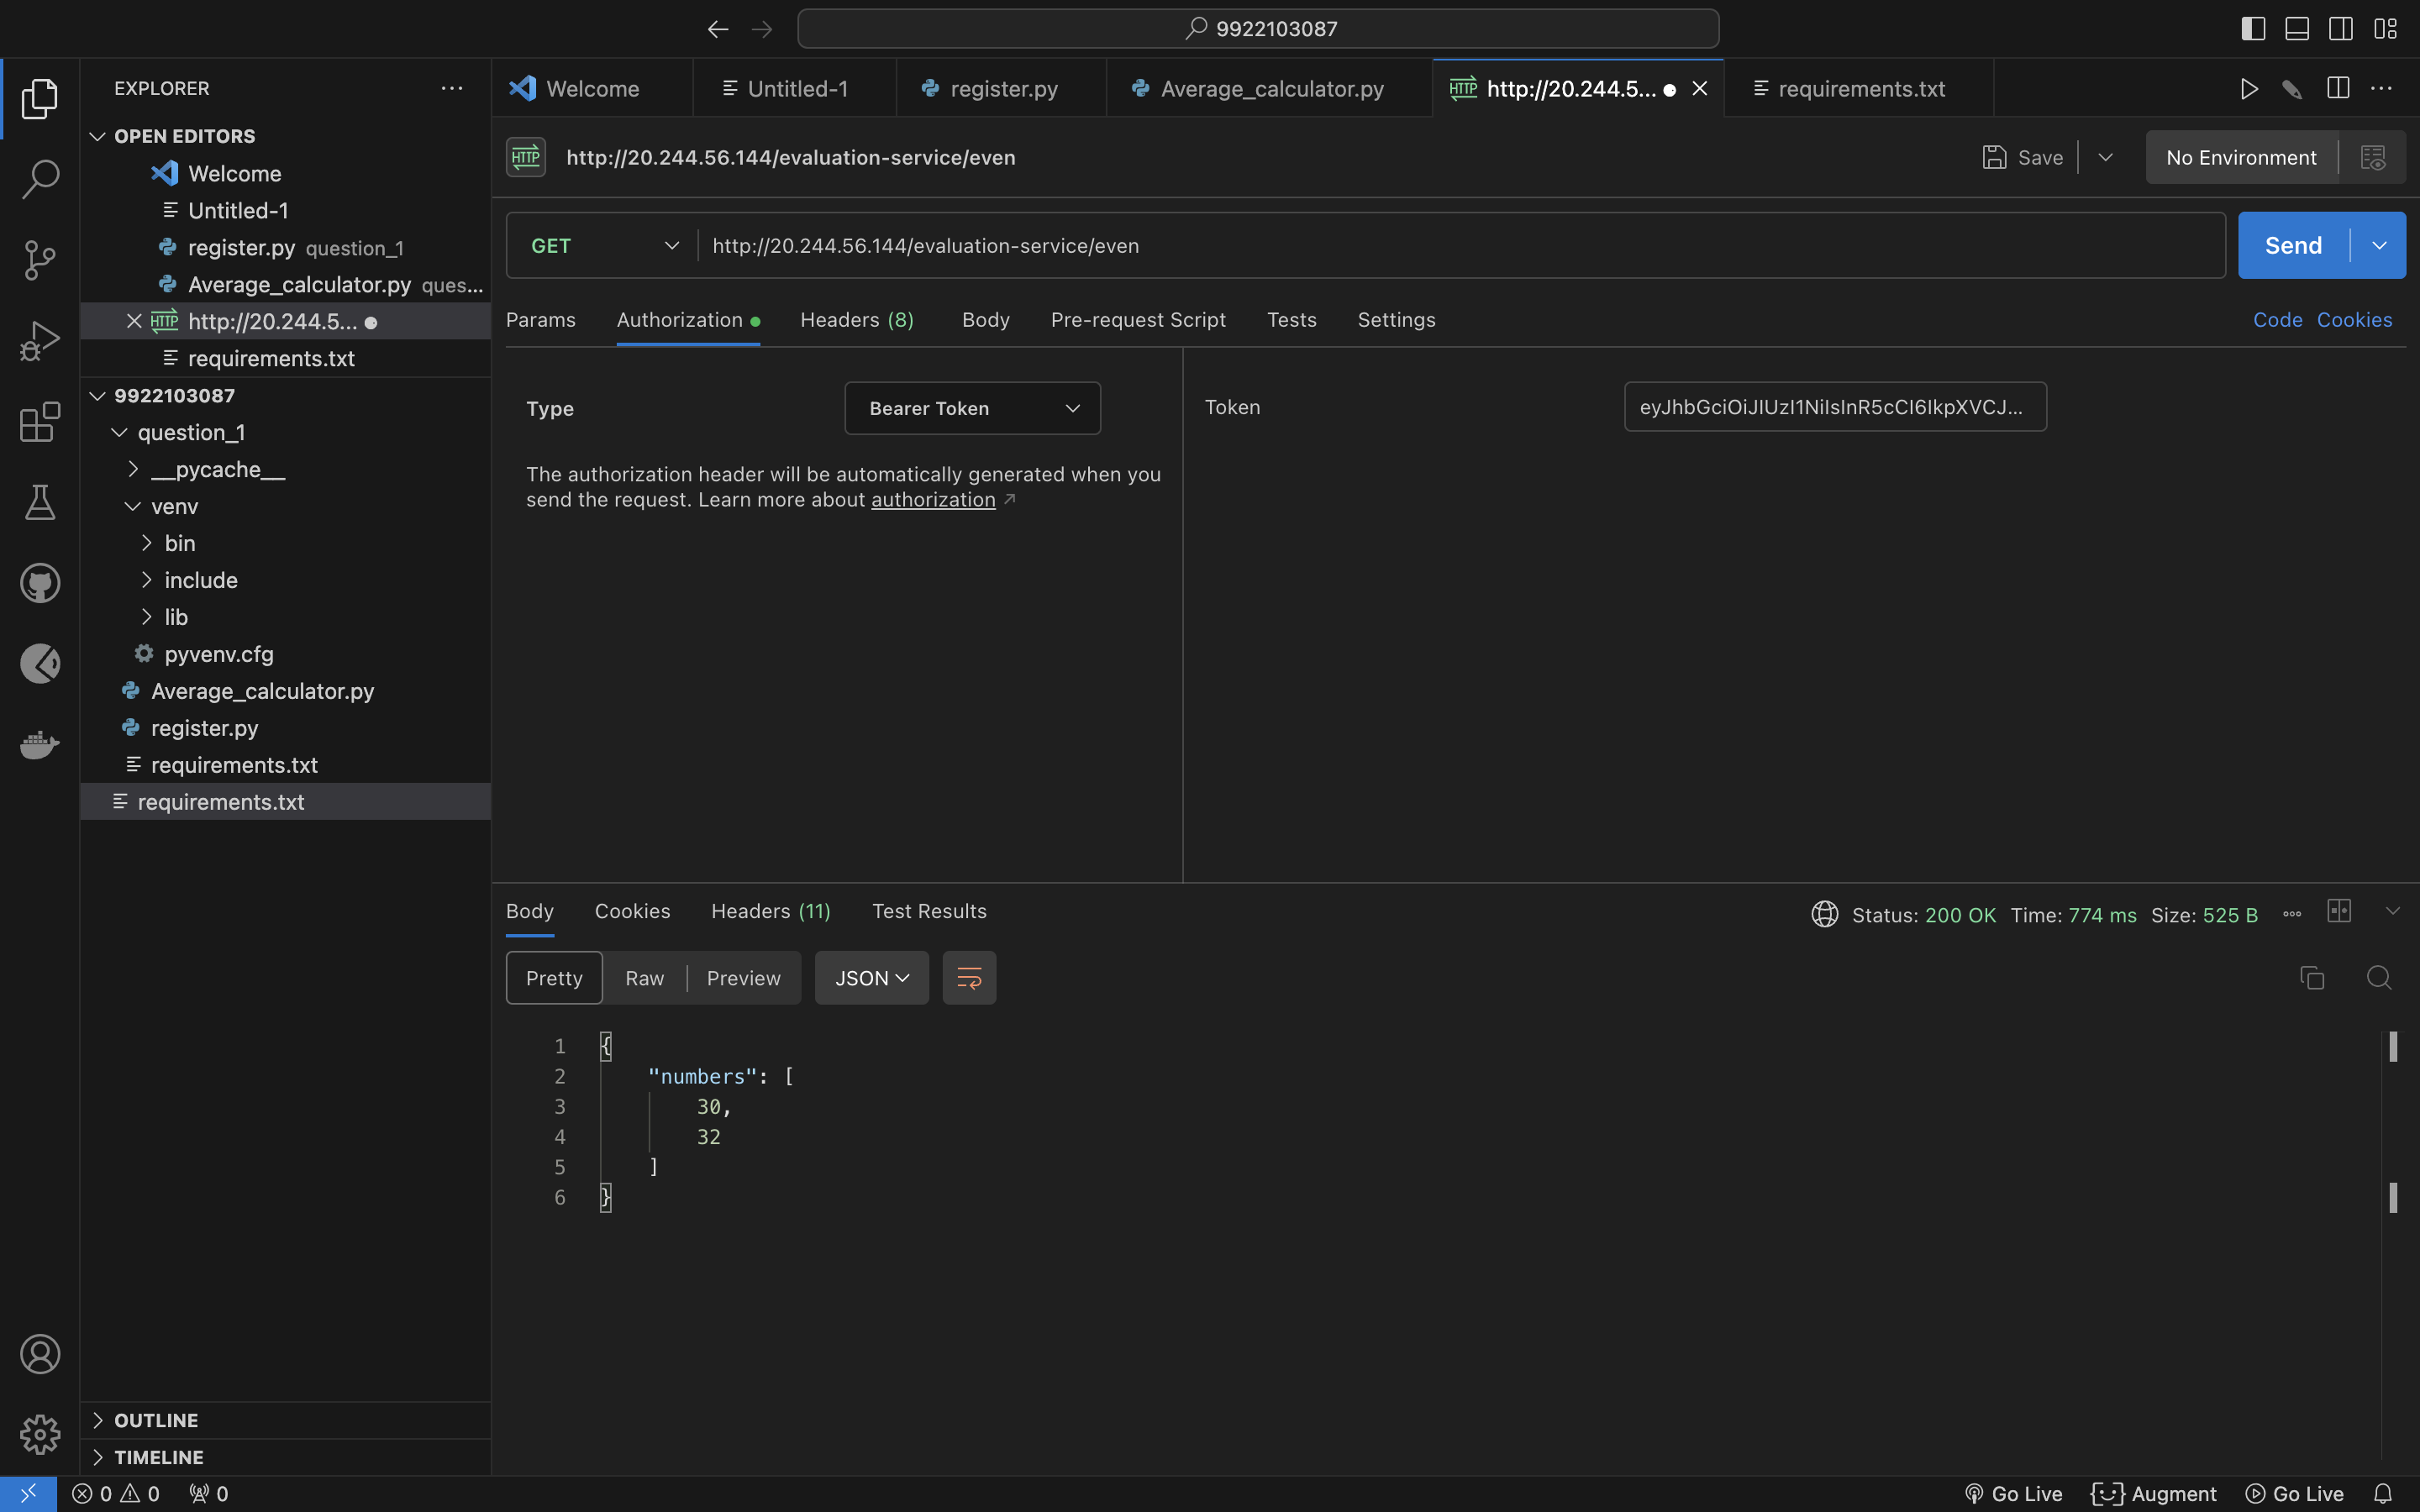 9922103087
EXPLORER
OPEN EDITORS
Welcome
Untitled-1
register.py question_1
Average_calculator.py ques...
HTTP http://20.244.5...
requirements.txt
9922103087
question_1
__pycache__
venv
bin
include
lib
pyvenv.cfg
Average_calculator.py
register.py
requirements.txt
requirements.txt
OUTLINE
TIMELINE
Welcome
Untitled-1
register.py
Average_calculator.py
HTTP http://20.244.5...
requirements.txt
HTTP http://20.244.56.144/evaluation-service/even
Save
No Environment
GET http://20.244.56.144/evaluation-service/even
Send
Params Authorization Headers (8) Body Pre-request Script Tests Settings
Code Cookies
Type Bearer Token
The authorization header will be automatically generated when you
send the request. Learn more about authorization
Token eyJhbGciOiJIUzI1NiIsInR5cCI6IkpXVCJ...
Body Cookies Headers (11) Test Results
Status: 200 OK Time: 774 ms Size: 525 B
Pretty Raw Preview JSON
1 {
2 "numbers": [
3 30,
4 32
5 ]
6 }
0 0 0
Go Live Augment Go Live